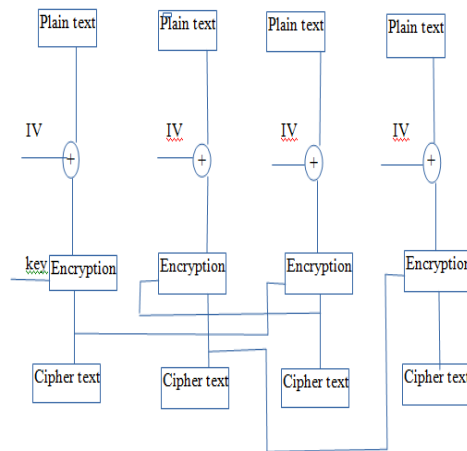 Plain text
Plain text
Plain text
Plain text
IV
IV
IV
IV
+
+
+
+
key
Encryption
Encryption
Encryption
Encryption
Cipher text
Cipher text
Cipher text
Cipher text